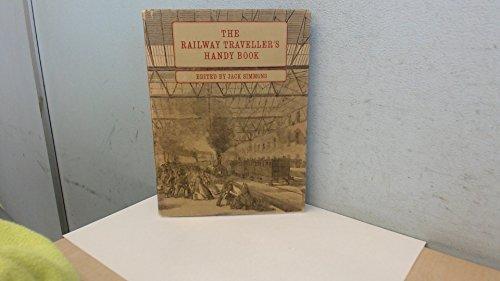 THE
RAILWAY TRAVELLER'S
HANDY BOOK
EDITED BY JACK SIMMONS